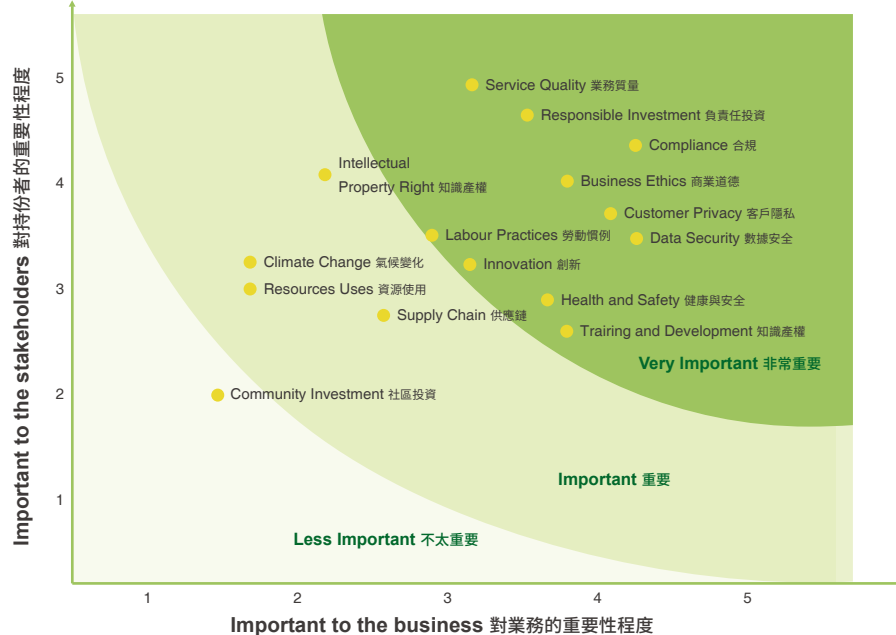 Important to the stakeholders 對持份者的重要性程度
5
4
3
2
1
Service Quality 業務質量
Responsible Investment 負責任投資
Compliance 合規
Intellectual
Property Right 知識產權
Business Ethics 商業道德
Customer Privacy 客戶隱私
Labour Practices 勞動慣例
Data Security 數據安全
Climate Change 氣候變化
Innovation 創新
Resources Uses 資源使用
Health and Safety 健康與安全
Supply Chain 供應鏈
Trairing and Development 知識產權
Very Important 非常重要
Community Investment 社區投資
Important 重要
Less Important 不太重要
1 2 3 4 5
Important to the business 對業務的重要性程度